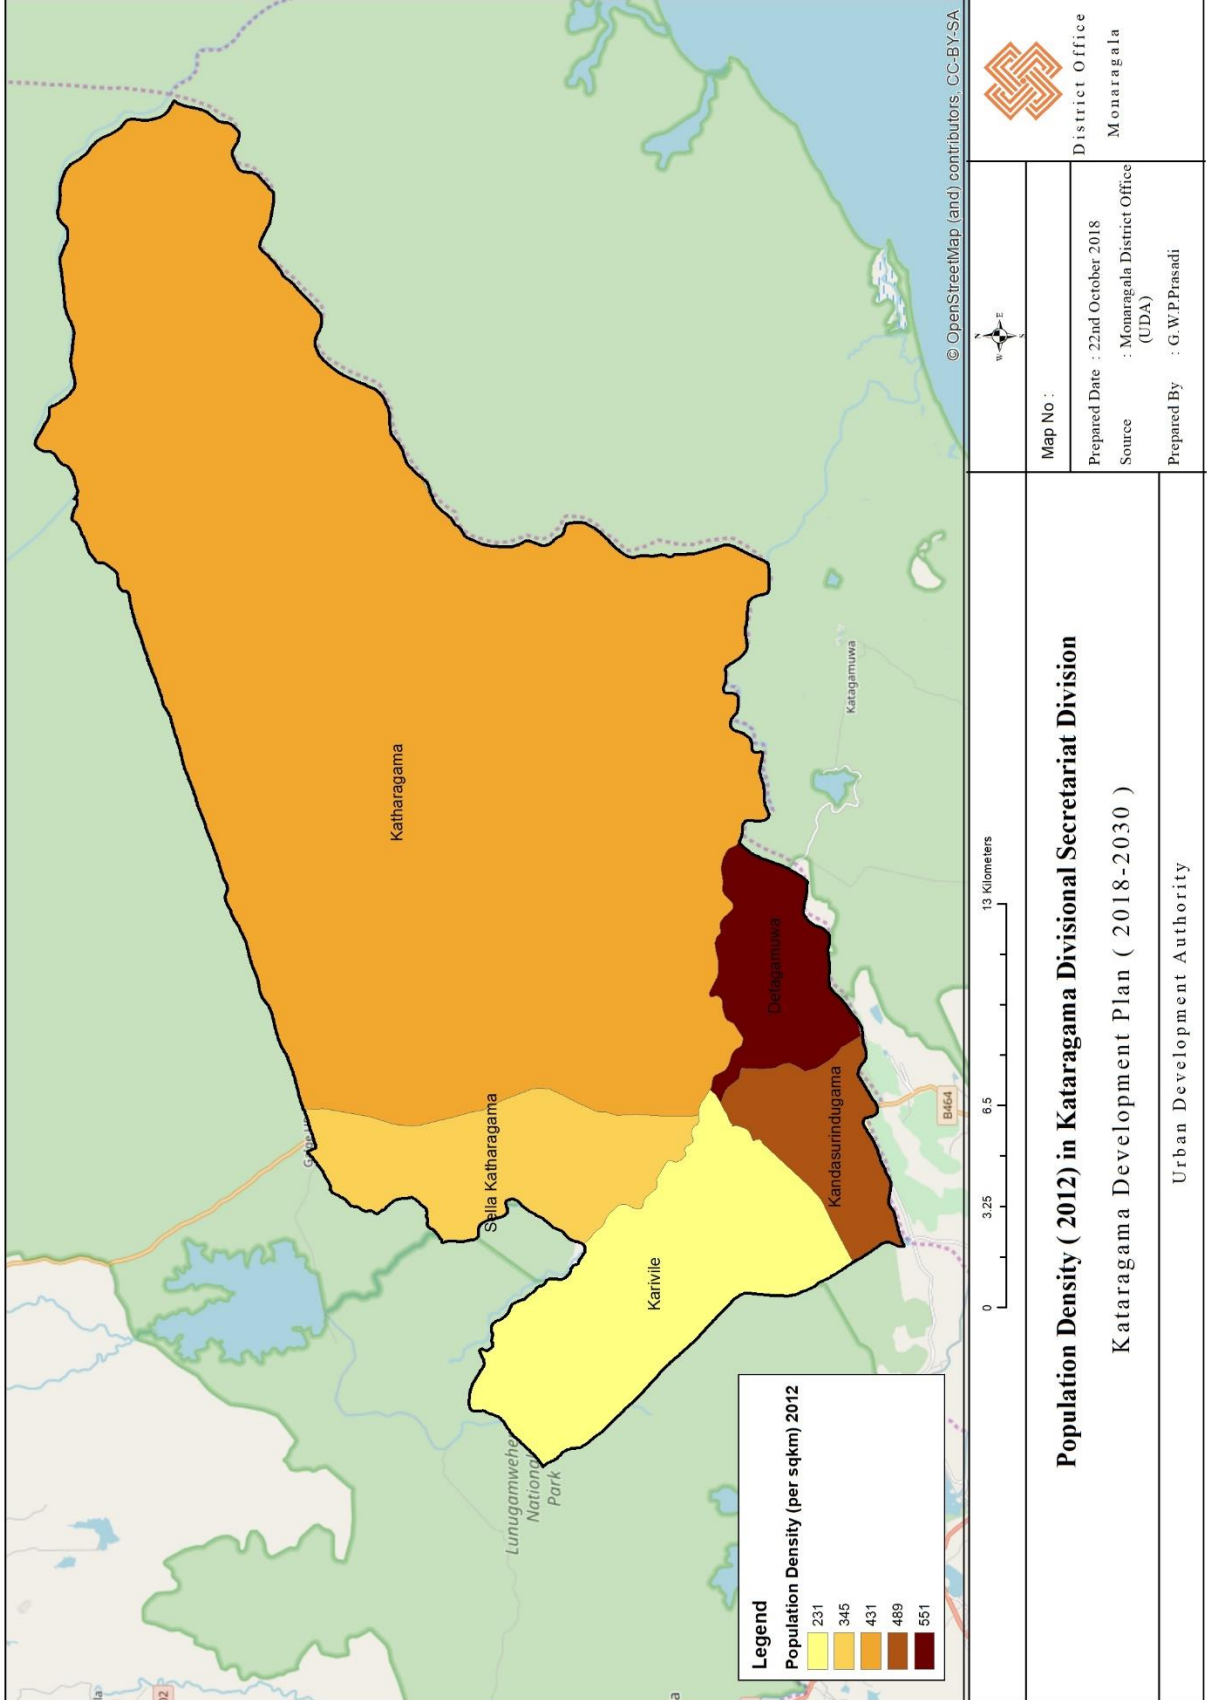 Katharagama
Sella Katharagama
Karivile
Detagamuwa
Kandasurindugama
Katagamuwa
Lunugamwehe
National
Park
B464
© OpenStreetMap (and) contributors, CC-BY-SA
Legend
Population Density (per sqkm) 2012
231
345
431
489
551
0 3.25 6.5 13 Kilometers
Population Density ( 2012) in Kataragama Divisional Secretariat Division
Kataragama Development Plan ( 2018-2030 )
Urban Development Authority
N
W E
S
Map No :
Prepared Date : 22nd October 2018
Source : Monaragala District Office
(UDA)
Prepared By : G.W.P.Prasadi
District Office
Monaragala